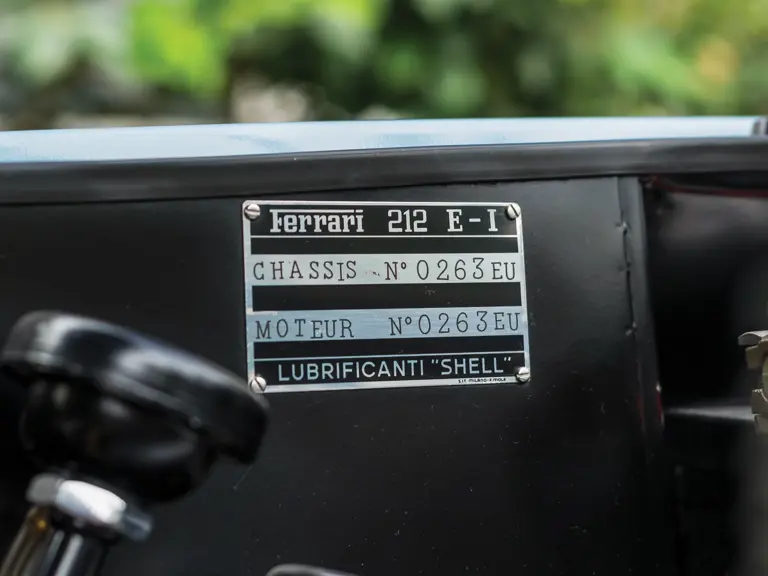 Ferrari 212 E-I
CHASSIS N° 0263EU
MOTEUR N° 0263EU
LUBRIFICANTI "SHELL"